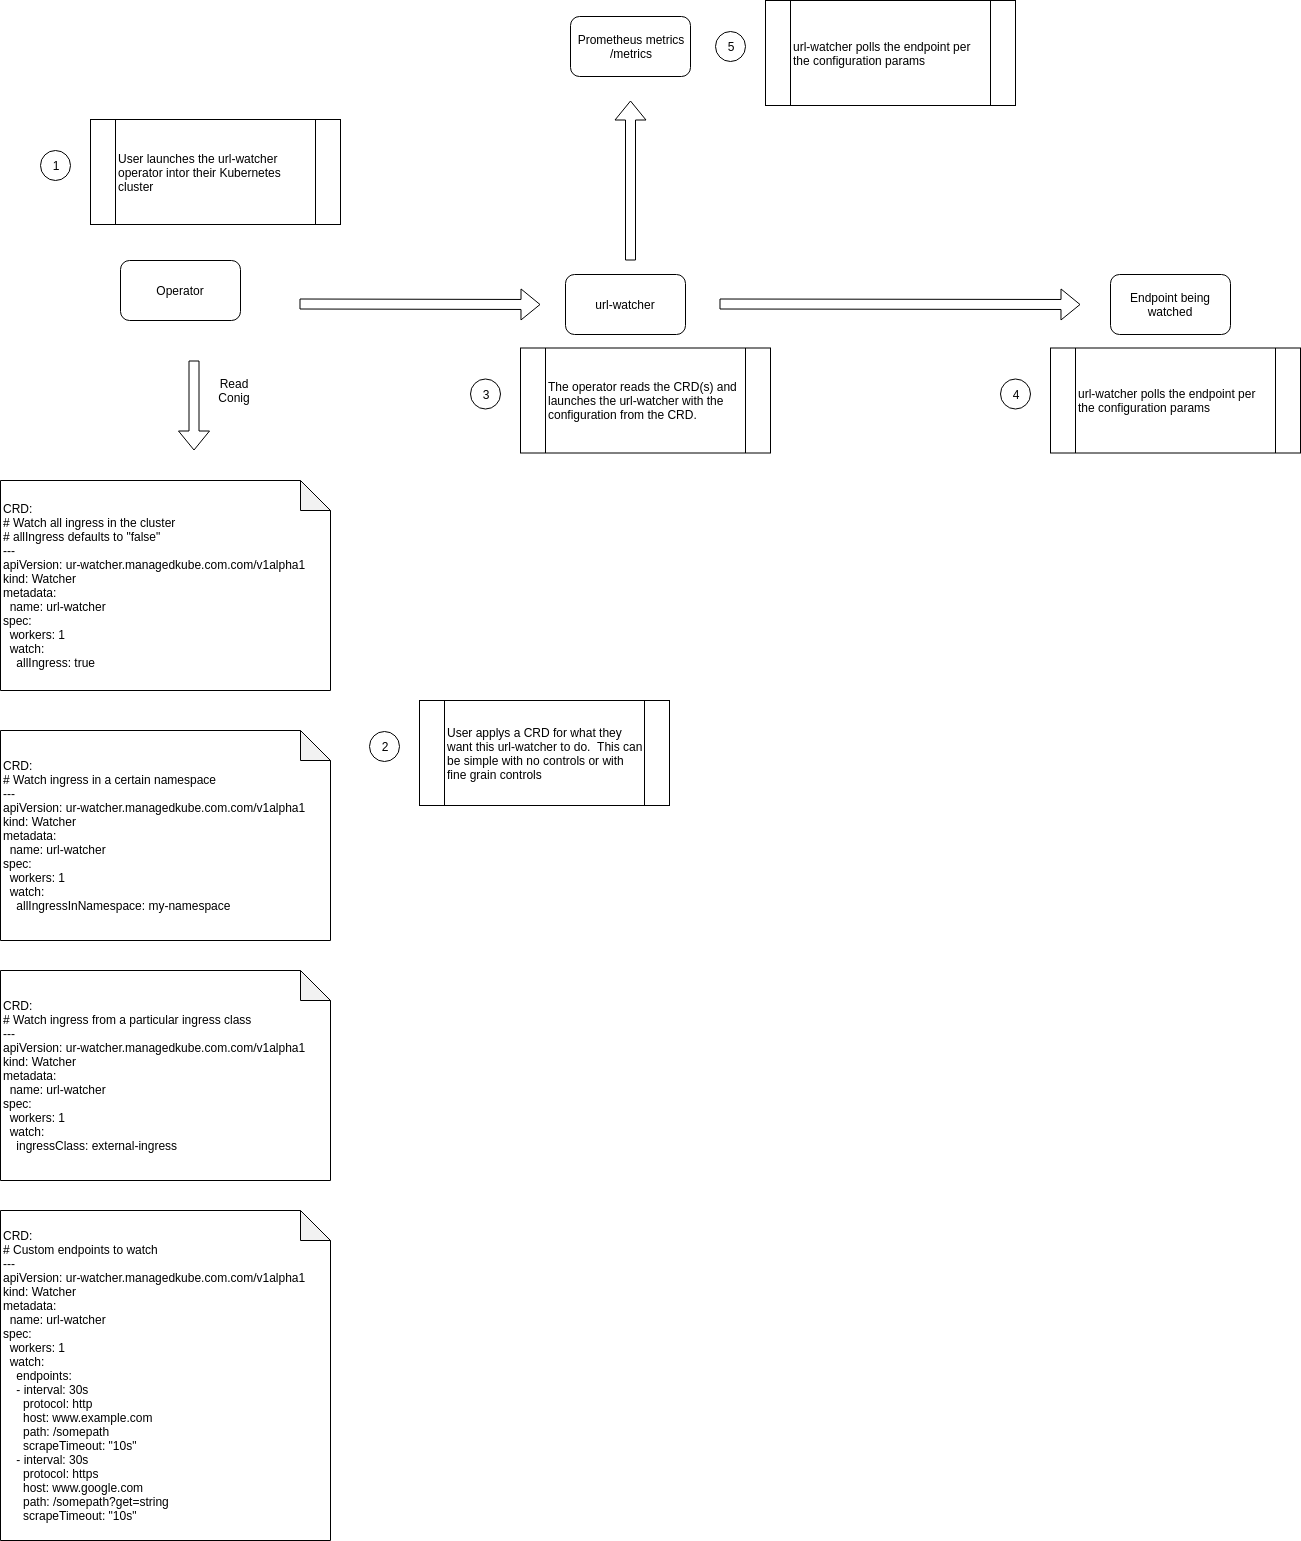 Prometheus metrics
/metrics
5
url-watcher polls the endpoint per
the configuration params
1
User launches the url-watcher
operator intor their Kubernetes
cluster
Operator
url-watcher
Endpoint being
watched
Read
Conig
3
The operator reads the CRD(s) and
launches the url-watcher with the
configuration from the CRD.
4
url-watcher polls the endpoint per
the configuration params
CRD:
# Watch all ingress in the cluster
# allIngress defaults to "false"
---
apiVersion: ur-watcher.managedkube.com.com/v1alpha1
kind: Watcher
metadata:
  name: url-watcher
spec:
  workers: 1
  watch:
    allIngress: true
2
User applys a CRD for what they
want this url-watcher to do.  This can
be simple with no controls or with
fine grain controls
CRD:
# Watch ingress in a certain namespace
---
apiVersion: ur-watcher.managedkube.com.com/v1alpha1
kind: Watcher
metadata:
  name: url-watcher
spec:
  workers: 1
  watch:
    allIngressInNamespace: my-namespace
CRD:
# Watch ingress from a particular ingress class
---
apiVersion: ur-watcher.managedkube.com.com/v1alpha1
kind: Watcher
metadata:
  name: url-watcher
spec:
  workers: 1
  watch:
    ingressClass: external-ingress
CRD:
# Custom endpoints to watch
---
apiVersion: ur-watcher.managedkube.com.com/v1alpha1
kind: Watcher
metadata:
  name: url-watcher
spec:
  workers: 1
  watch:
    endpoints:
    - interval: 30s
      protocol: http
      host: www.example.com
      path: /somepath
      scrapeTimeout: "10s"
    - interval: 30s
      protocol: https
      host: www.google.com
      path: /somepath?get=string
      scrapeTimeout: "10s"